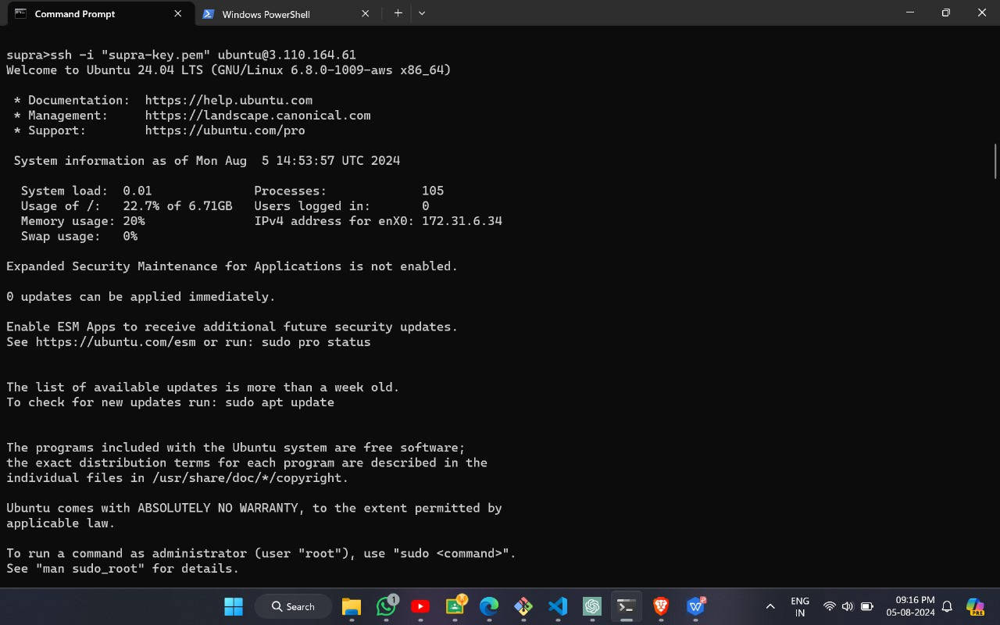 Command Prompt
Windows PowerShell
supra>ssh -i "supra-key.pem" ubuntu@3.110.164.61
Welcome to Ubuntu 24.04 LTS (GNU/Linux 6.8.0-1009-aws x86_64)
* Documentation:  https://help.ubuntu.com
* Management:     https://landscape.canonical.com
* Support:        https://ubuntu.com/pro
System information as of Mon Aug  5 14:53:57 UTC 2024
System load:  0.01              Processes:             105
Usage of /:   22.7% of 6.71GB   Users logged in:       0
Memory usage: 20%               IPv4 address for enX0: 172.31.6.34
Swap usage:   0%
Expanded Security Maintenance for Applications is not enabled.
0 updates can be applied immediately.
Enable ESM Apps to receive additional future security updates.
See https://ubuntu.com/esm or run: sudo pro status
The list of available updates is more than a week old.
To check for new updates run: sudo apt update
The programs included with the Ubuntu system are free software;
the exact distribution terms for each program are described in the
individual files in /usr/share/doc/*/copyright.
Ubuntu comes with ABSOLUTELY NO WARRANTY, to the extent permitted by
applicable law.
To run a command as administrator (user "root"), use "sudo <command>".
See "man sudo_root" for details.
Search
1
ENG
IN
09:16 PM
05-08-2024
PRE